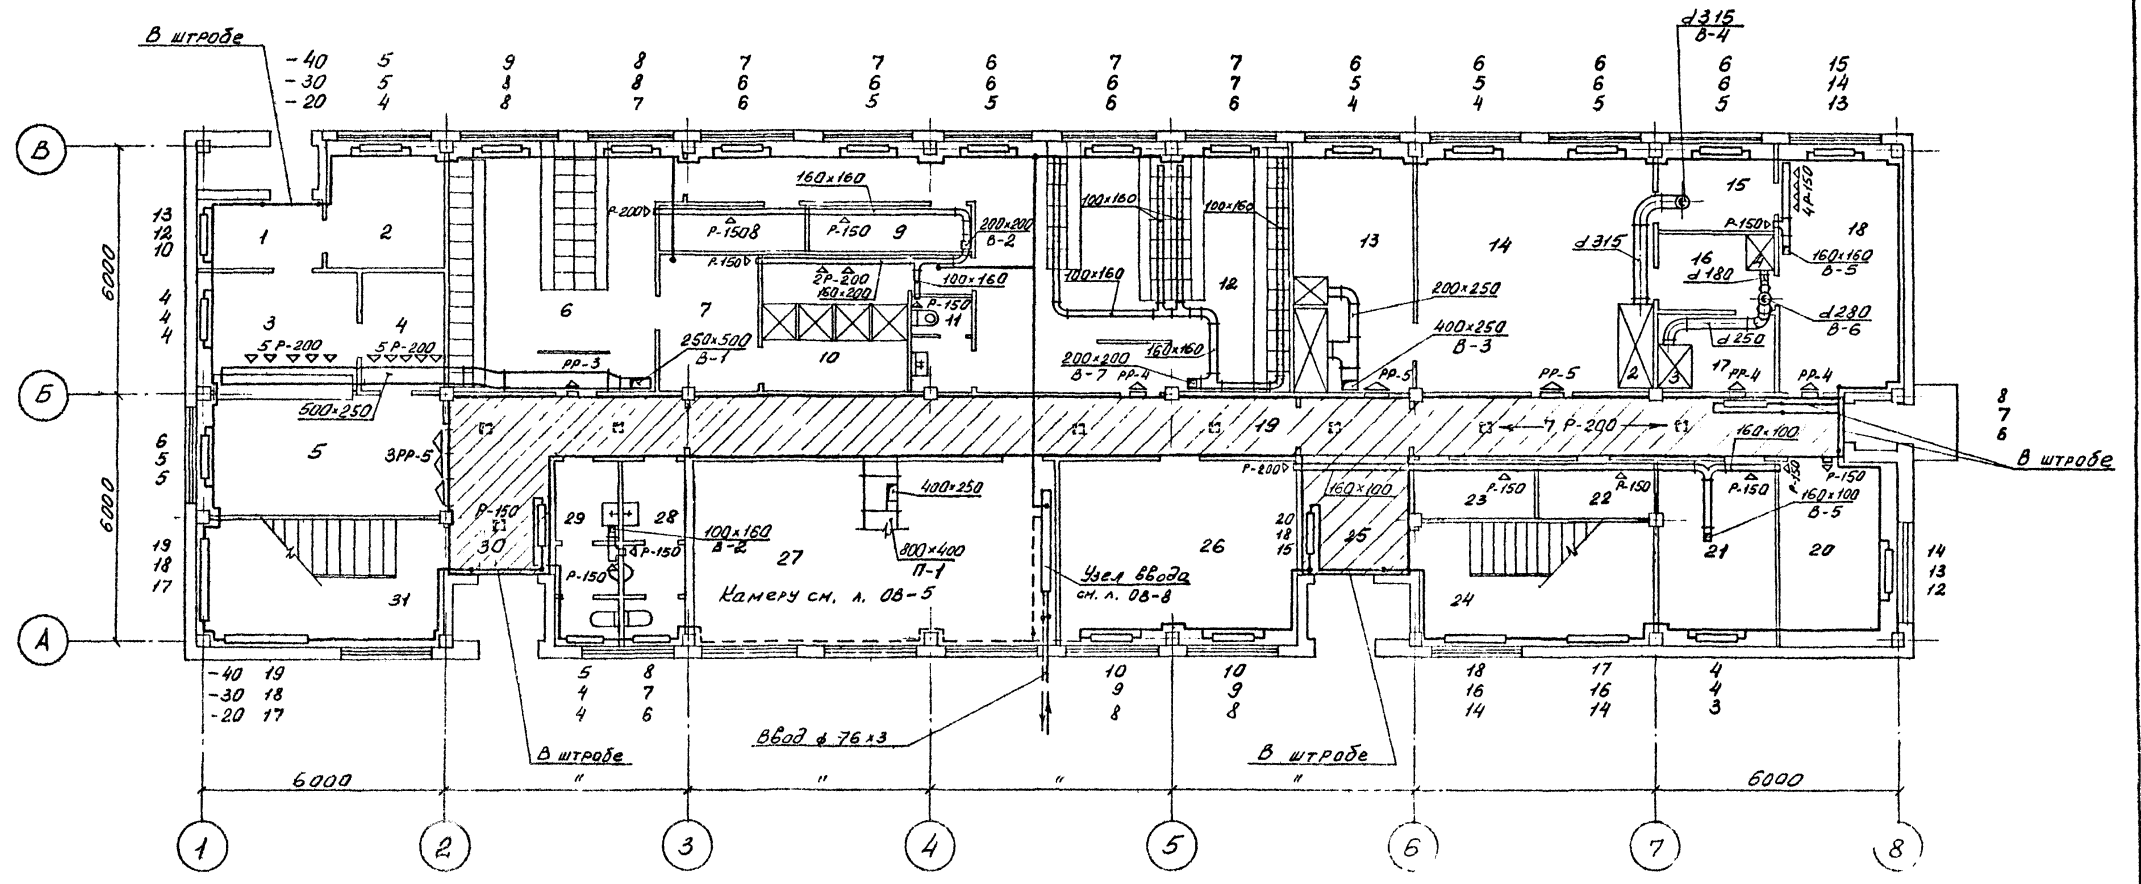 d 315
В-4
В штробе
-40 5 9 8 7 7 6 7 7 6 6 6 6 15
-30 5 8 8 6 6 6 6 7 5 5 6 6 14
-20 4 8 7 6 5 5 6 6 4 4 5 5 13
В
160×160
15
4 Р-150
Р-200
100×160
100×160
200×200
В-2
13
12
10
1
2
Р-150
8
Р-150
9
Р-150
13
14
d 315
18
Р-150
16
4
160×160
В-5
6000
2Р-200
160×200
100×160
100×160
d 180
4
4
4
3
4
6
7
Р-150
11
12
200×250
d 280
В-6
5 Р-200
5 Р-200
250×500
В-1
10
160×160
400×250
В-3
d 250
РР-3
200×200
В-7
РР-4
РР-5
РР-5
2
3
17
РР-4
РР-4
Б
500×250
8
7
6
6
5
5
5
3РР-5
19
7 Р-200
160×100
В штробе
6000
Р-200
160×100
400×250
23
Р-150
22
Р-150
Р-150
Р-150
Р-150
160×100
В-5
Р-150
30
29
28
100×160
В-2
Р-150
Р-150
27
800×400
П-1
26
20
18
15
25
21
20
19
18
17
31
Камеру см. л. ОВ-5
Узел ввода
см. л. ОВ-8
24
14
13
12
А
-40 19 5 8 10 10 18 17 4
-30 18 4 7 9 9 16 16 4
-20 17 4 6 8 8 14 14 3
Ввод ф 76×3
В штробе
В штробе
6000 " " " " 6000
1 2 3 4 5 6 7 8